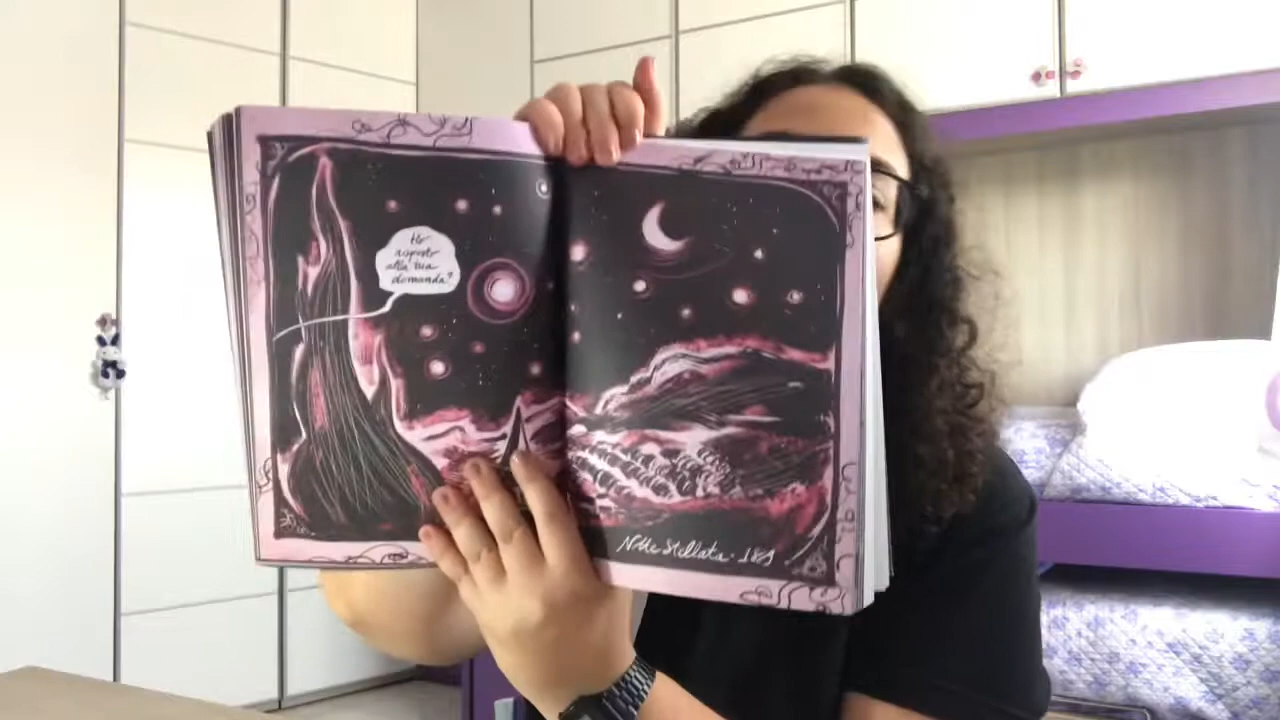 Ho
risposto
alla tua
domanda?
Notte Stellata. 1889